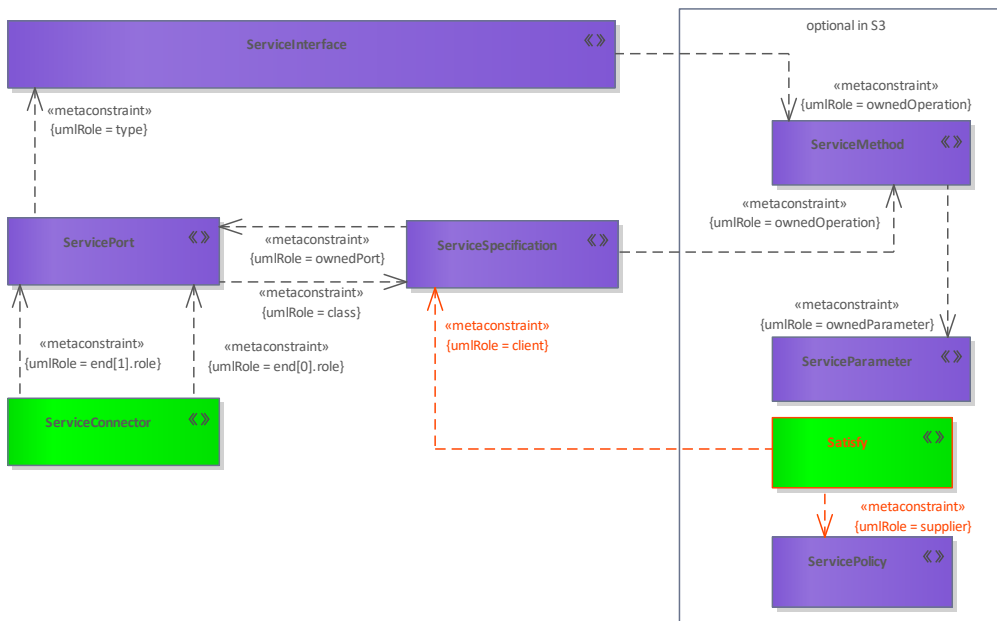 optional in S3
ServiceInterface
«»
«metaconstraint»
{umlRole = type}
«metaconstraint»
{umlRole = ownedOperation}
ServiceMethod
«»
«metaconstraint»
{umlRole = ownedOperation}
ServicePort
«»
«metaconstraint»
{umlRole = ownedPort}
ServiceSpecification
«»
«metaconstraint»
{umlRole = class}
«metaconstraint»
{umlRole = ownedParameter}
«metaconstraint»
{umlRole = client}
«metaconstraint»
{umlRole = end[1].role}
«metaconstraint»
{umlRole = end[0].role}
ServiceParameter
«»
ServiceConnector
«»
Satisfy
«»
«metaconstraint»
{umlRole = supplier}
ServicePolicy
«»